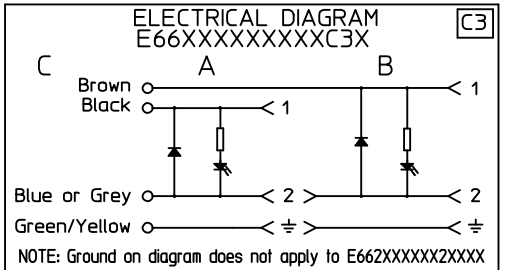 ELECTRICAL DIAGRAM
C3
E66XXXXXXXXXC3X
C A B
Brown 1
Black 1
Blue or Grey 2 2
Green/Yellow
NOTE: Ground on diagram does not apply to E662XXXXXX2XXXX